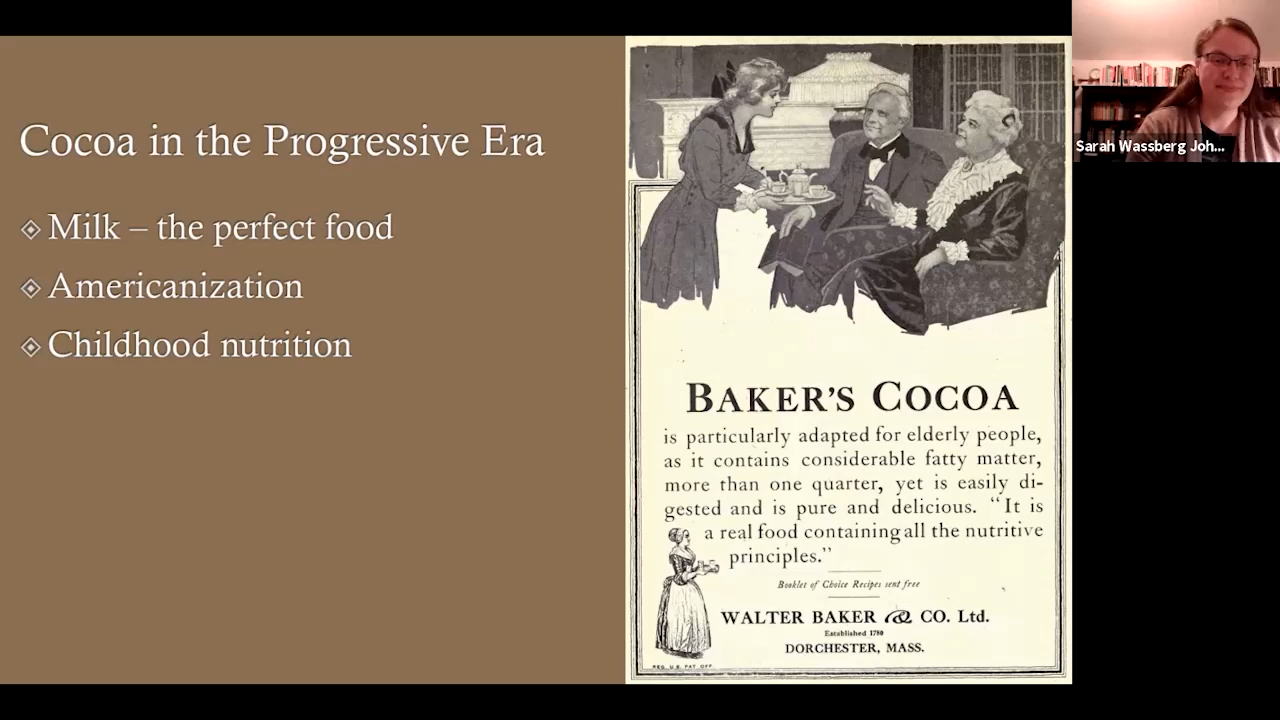 Cocoa in the Progressive Era
Milk – the perfect food
Americanization
Childhood nutrition
BAKER'S COCOA
is particularly adapted for elderly people,
as it contains considerable fatty matter,
more than one quarter, yet is easily di-
gested and is pure and delicious. "It is
a real food containing all the nutritive
principles."
Booklet of Choice Recipes sent free
WALTER BAKER & CO. Ltd.
Established 1780
DORCHESTER, MASS.
REG. U.S. PAT. OFF.
Sarah Wassberg Joh...